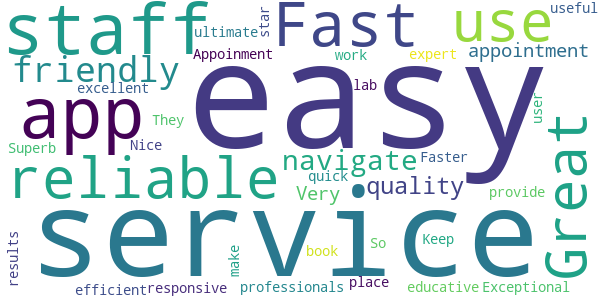 staff
ultimate
star
Fast
use
useful
Appoinment
work
expert
appointment
friendly
excellent
easy
lab
app
They
user
Superb
Nice
navigate
Faster
Great
reliable
quick
Very
quality
provide
service
results
make
book
So
Keep
efficient
responsive
professionals
place
educative
Exceptional